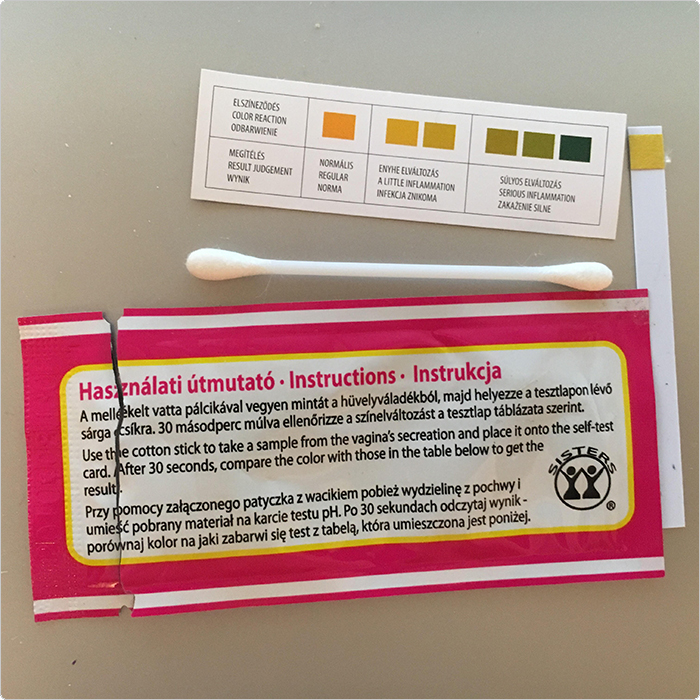 ELSZÍNEZŐDÉS
COLOR REACTION
ODBARWIENIE
MEGÍTÉLÉS
RESULT JUDGEMENT
WYNIK
NORMÁLIS
REGULAR
NORMA
ENYHE ELVÁLTOZÁS
A LITTLE INFLAMMATION
INFEKCJA ZNIKOMA
SÚLYOS ELVÁLTOZÁS
SERIOUS INFLAMMATION
ZAKAŻENIE SILNE
Használati útmutató · Instructions · Instrukcja
A mellékelt vatta pálcikával vegyen mintát a hüvelyváladékból, majd helyezze a tesztlapon lévő
sárga csíkra. 30 másodperc múlva ellenőrizze a színelváltozást a tesztlap táblázata szerint.
Use the cotton stick to take a sample from the vagina's secreation and place it onto the self-test
card. After 30 seconds, compare the color with those in the table below to get the
result.
Przy pomocy załączonego patyczka z wacikiem pobież wydzielinę z pochwy i
umieść pobrany materiał na karcie testu pH. Po 30 sekundach odczytaj wynik -
porównaj kolor na jaki zabarwi się test z tabelą, która umieszczona jest poniżej.
SISTERS
®